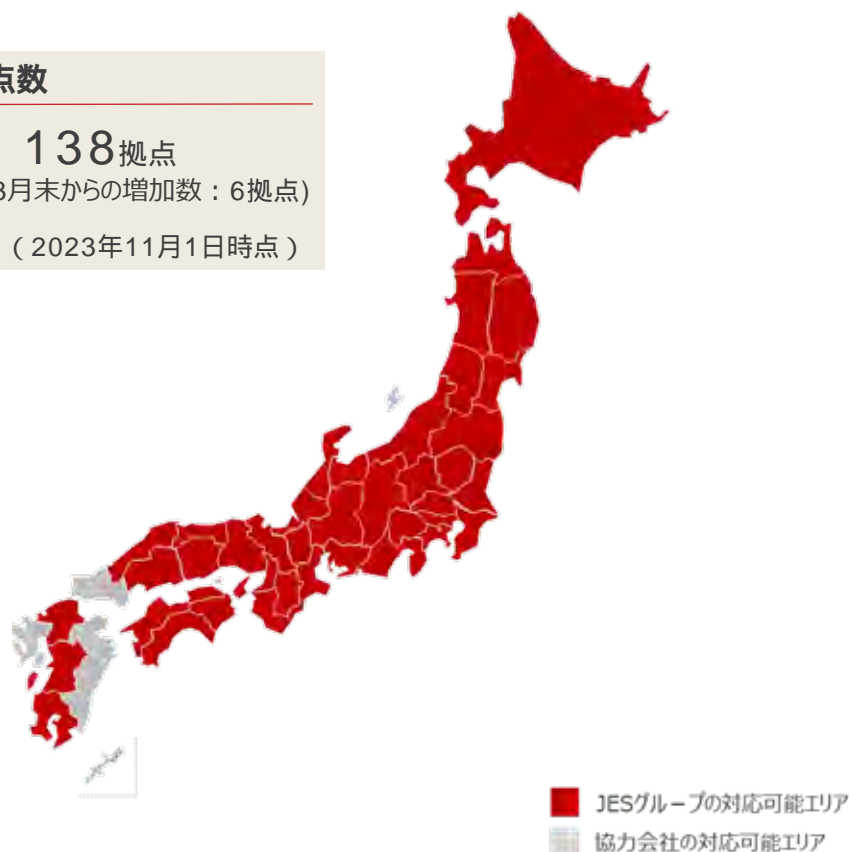 点数
138拠点
3月末からの増加数：6拠点)
（2023年11月1日時点）
JESグループの対応可能エリア
協力会社の対応可能エリア